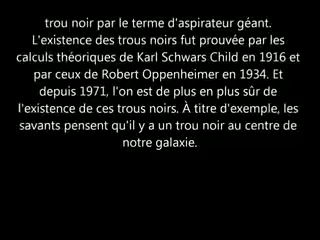 trou noir par le terme d'aspirateur géant.
L'existence des trous noirs fut prouvée par les
calculs théoriques de Karl Schwars Child en 1916 et
par ceux de Robert Oppenheimer en 1934. Et
depuis 1971, l'on est de plus en plus sûr de
l'existence de ces trous noirs. À titre d'exemple, les
savants pensent qu'il y a un trou noir au centre de
notre galaxie.